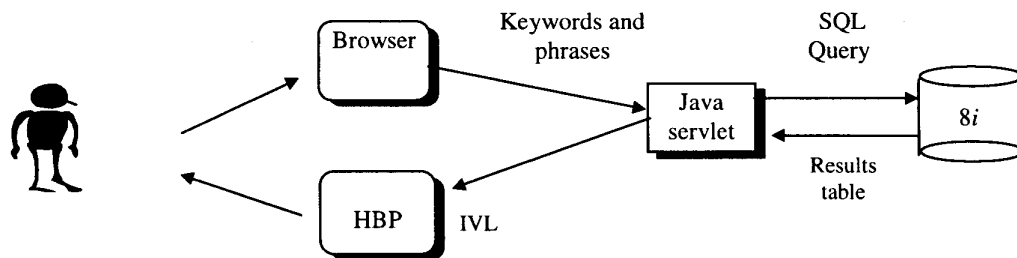 Browser
Keywords and
phrases
SQL
Query
Java
servlet
8i
Results
table
HBP
IVL